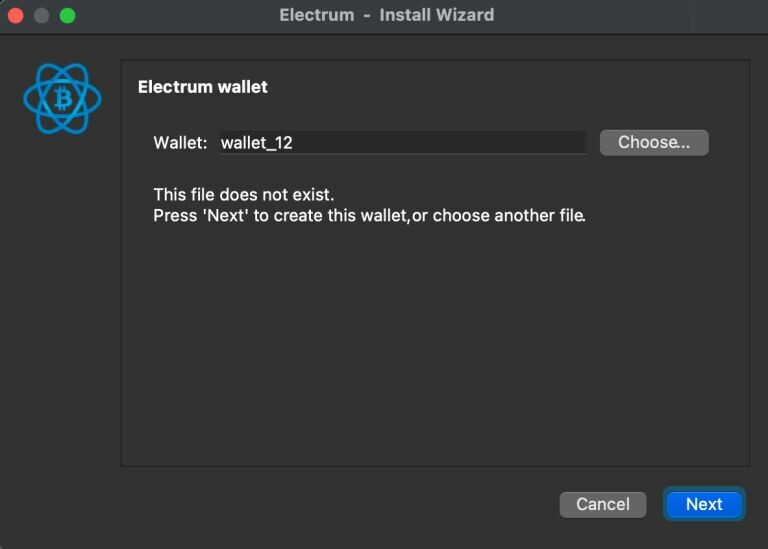 Electrum - Install Wizard
Electrum wallet
Wallet: wallet_12 Choose...
This file does not exist.
Press 'Next' to create this wallet,or choose another file.
Cancel Next